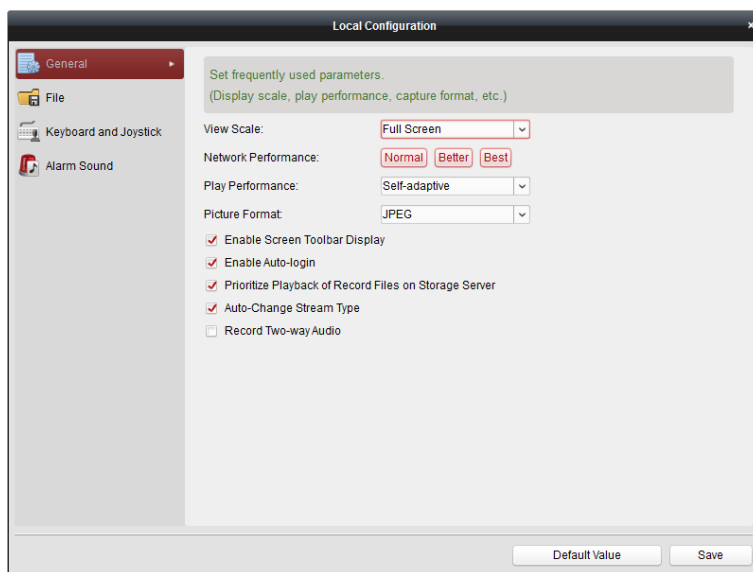 Local Configuration
General
File
Keyboard and Joystick
Alarm Sound
Set frequently used parameters.
(Display scale, play performance, capture format, etc.)
View Scale: Full Screen
Network Performance: Normal Better Best
Play Performance: Self-adaptive
Picture Format: JPEG
Enable Screen Toolbar Display
Enable Auto-login
Prioritize Playback of Record Files on Storage Server
Auto-Change Stream Type
Record Two-way Audio
Default Value Save